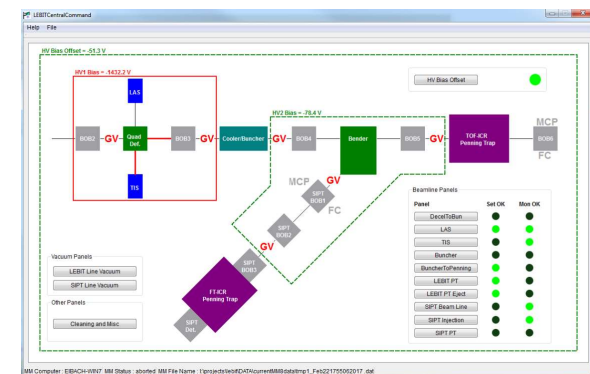 LEBITCentralCommand
Help File
HV Bias Offset = -51.3 V
HV1 Bias = -1432.2 V
HV Bias Offset
LAS
HV2 Bias = -78.4 V
MCP
BOB2
Quad Def.
BOB3
GV
Cooler/Buncher
GV
BOB4
Bender
BOB5
GV
TOF-ICR Penning Trap
BOB6
FC
TIS
MCP
GV
SIPT BOB1
FC
SIPT BOB2
GV
SIPT BOB3
FT-ICR Penning Trap
SIPT Det.
Vacuum Panels
LEBIT Line Vacuum
SIPT Line Vacuum
Other Panels
Cleaning and Misc
Beamline Panels
Panel Set OK Mon OK
DecelToBun
LAS
TIS
Buncher
BuncherToPenning
LEBIT PT
LEBIT PT Eject
SIPT Beam Line
SIPT Injection
SIPT PT
MM Computer : EIBACH-WIN7 MM Status : aborted MM File Name : I:\projects\lebit\DATA\currentMM8data\tmp1_Feb221755062017 .dat